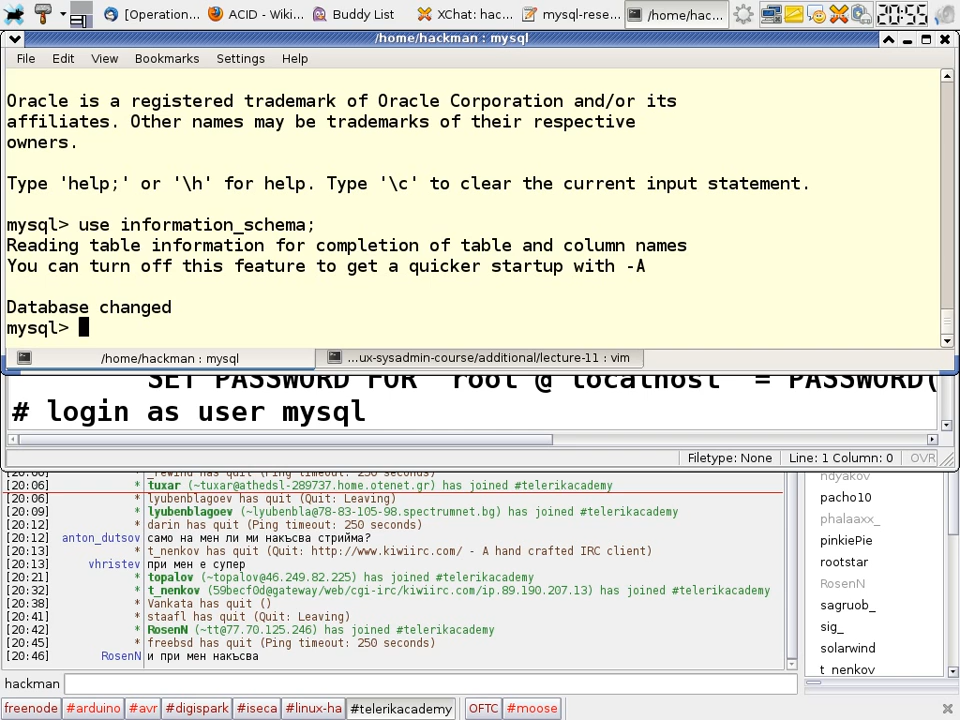 [Operation...
ACID - Wiki...
Buddy List
XChat: hac...
mysql-rese...
/home/hac...
20:55
/home/hackman : mysql
File Edit View Bookmarks Settings Help
Oracle is a registered trademark of Oracle Corporation and/or its
affiliates. Other names may be trademarks of their respective
owners.
Type 'help;' or '\h' for help. Type '\c' to clear the current input statement.
mysql> use information_schema;
Reading table information for completion of table and column names
You can turn off this feature to get a quicker startup with -A
Database changed
mysql>
/home/hackman : mysql
...ux-sysadmin-course/additional/lecture-11 : vim
SET PASSWORD FOR 'root'@'localhost' = PASSWORD(
# login as user mysql
Filetype: None Line: 1 Column: 0 OVR
[20:06] * _rewind has quit (Ping timeout: 250 seconds)
[20:06] * tuxar (~tuxar@athedsl-289737.home.otenet.gr) has joined #telerikacademy
[20:06] * lyubenblagoev has quit (Quit: Leaving)
[20:09] * lyubenblagoev (~lyubenbla@78-83-105-98.spectrumnet.bg) has joined #telerikacademy
[20:12] * darin has quit (Ping timeout: 250 seconds)
[20:12] anton_dutsov само на мен ли ми накъсва стрийма?
[20:13] * t_nenkov has quit (Quit: http://www.kiwiirc.com/ - A hand crafted IRC client)
[20:13] vhristev при мен е супер
[20:21] * topalov (~topalov@46.249.82.225) has joined #telerikacademy
[20:32] * t_nenkov (59becf0d@gateway/web/cgi-irc/kiwiirc.com/ip.89.190.207.13) has joined #telerikacademy
[20:38] * Vankata has quit ()
[20:41] * staafl has quit (Quit: Leaving)
[20:42] * RosenN (~tt@77.70.125.246) has joined #telerikacademy
[20:45] * freebsd has quit (Ping timeout: 250 seconds)
[20:46] RosenN и при мен накъсва
ndyakov
pacho10
phalaaxx_
pinkiePie
rootstar
RosenN
sagruob_
sig_
solarwind
t_nenkov
hackman
freenode #arduino #avr #digispark #iseca #linux-ha #telerikacademy OFTC #moose